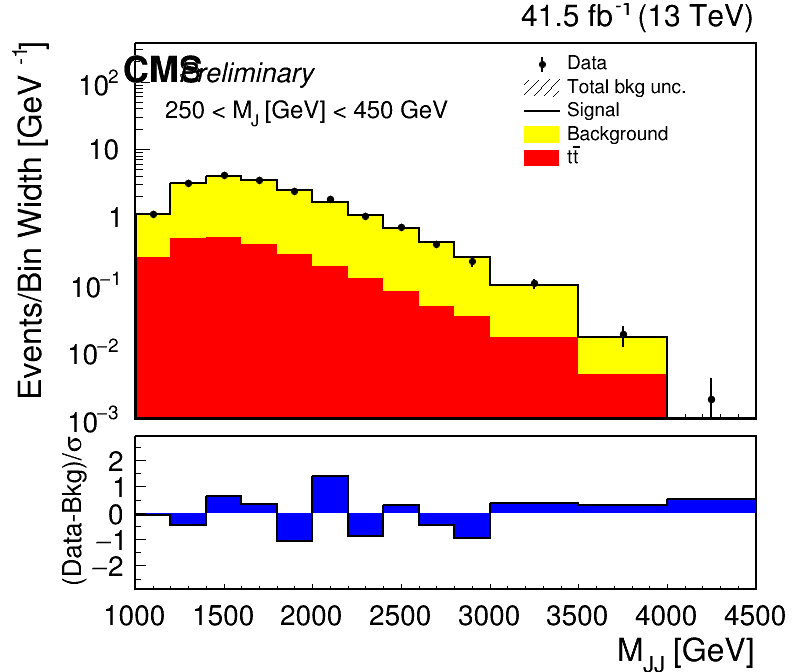 41.5 fb⁻¹ (13 TeV)
CMS Preliminary
250 < M_J [GeV] < 450 GeV
Data
Total bkg unc.
Signal
Background
tt̄
Events/Bin Width [GeV⁻¹]
10²
10
1
10⁻¹
10⁻²
10⁻³
(Data-Bkg)/σ
2
1
0
−1
−2
1000 1500 2000 2500 3000 3500 4000 4500
M_JJ [GeV]